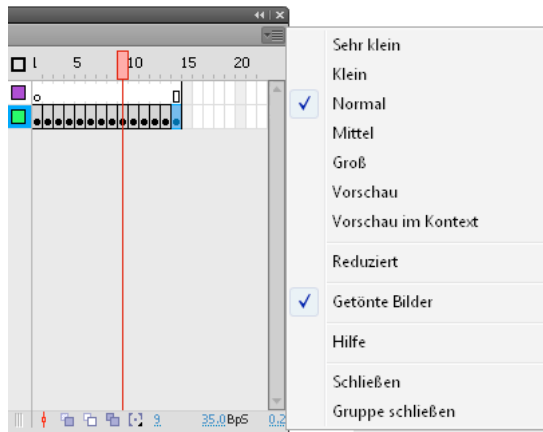 1 5 10 15 20
Sehr klein
Klein
Normal
Mittel
Groß
Vorschau
Vorschau im Kontext
Reduziert
Getönte Bilder
Hilfe
Schließen
Gruppe schließen
9 35.0 BpS 0.2